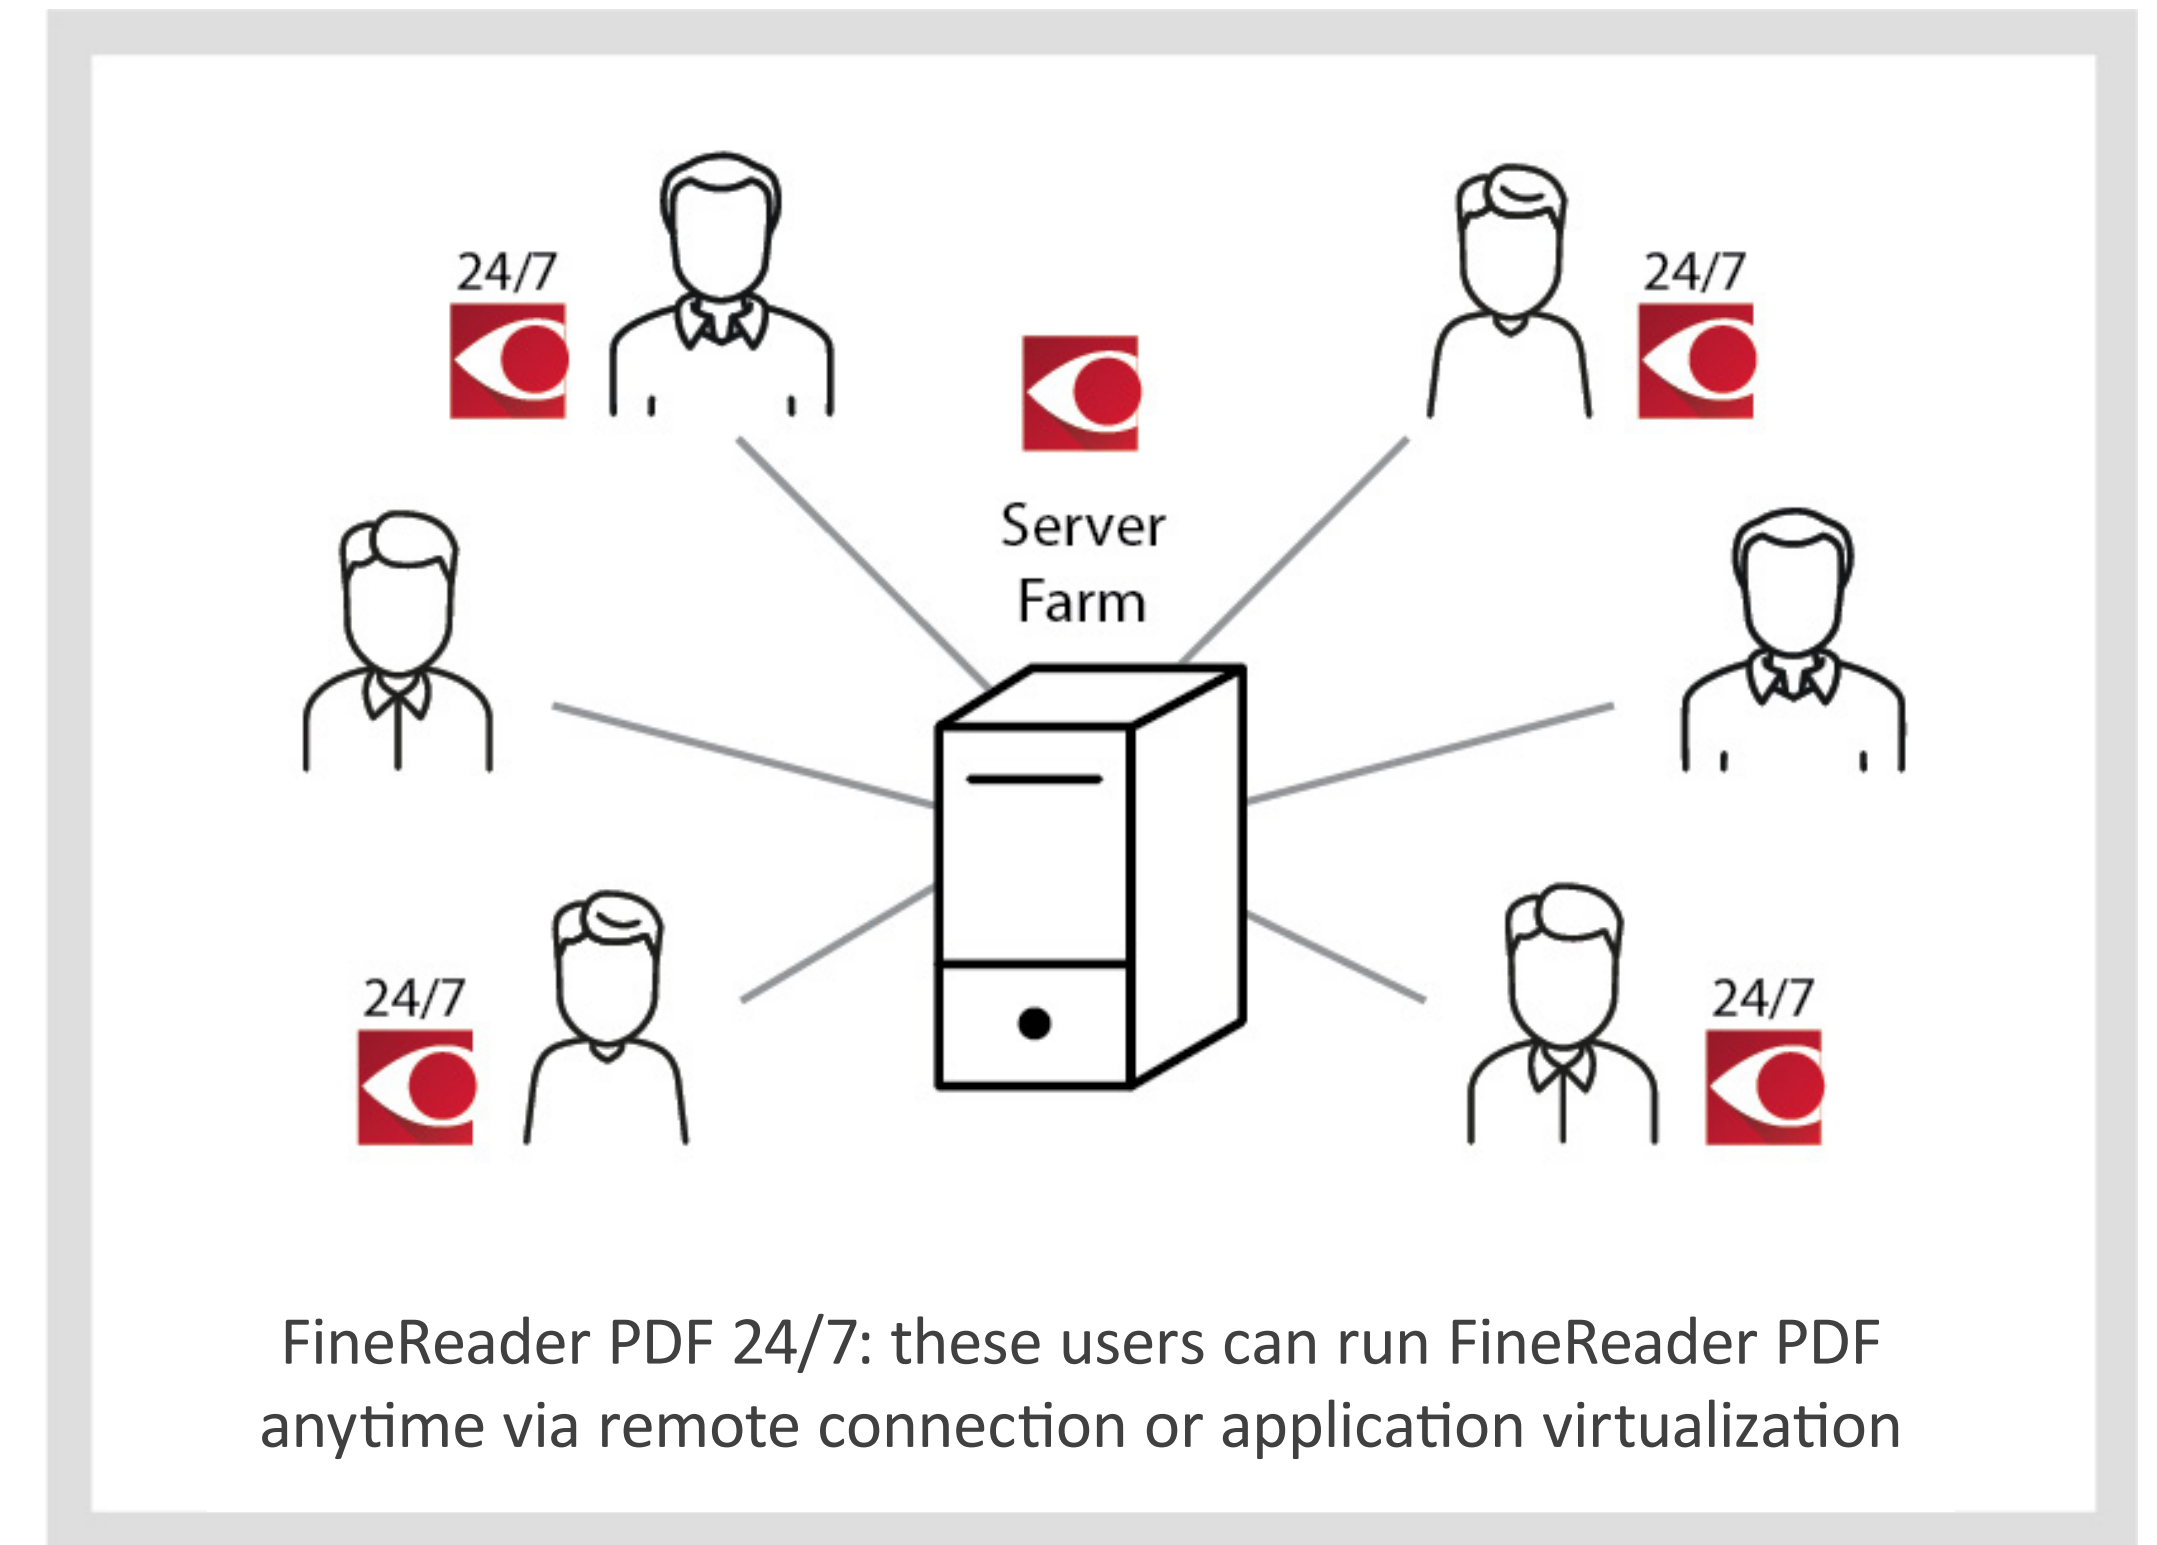 24/7
24/7
Server
Farm
24/7
24/7
FineReader PDF 24/7: these users can run FineReader PDF
anytime via remote connection or application virtualization